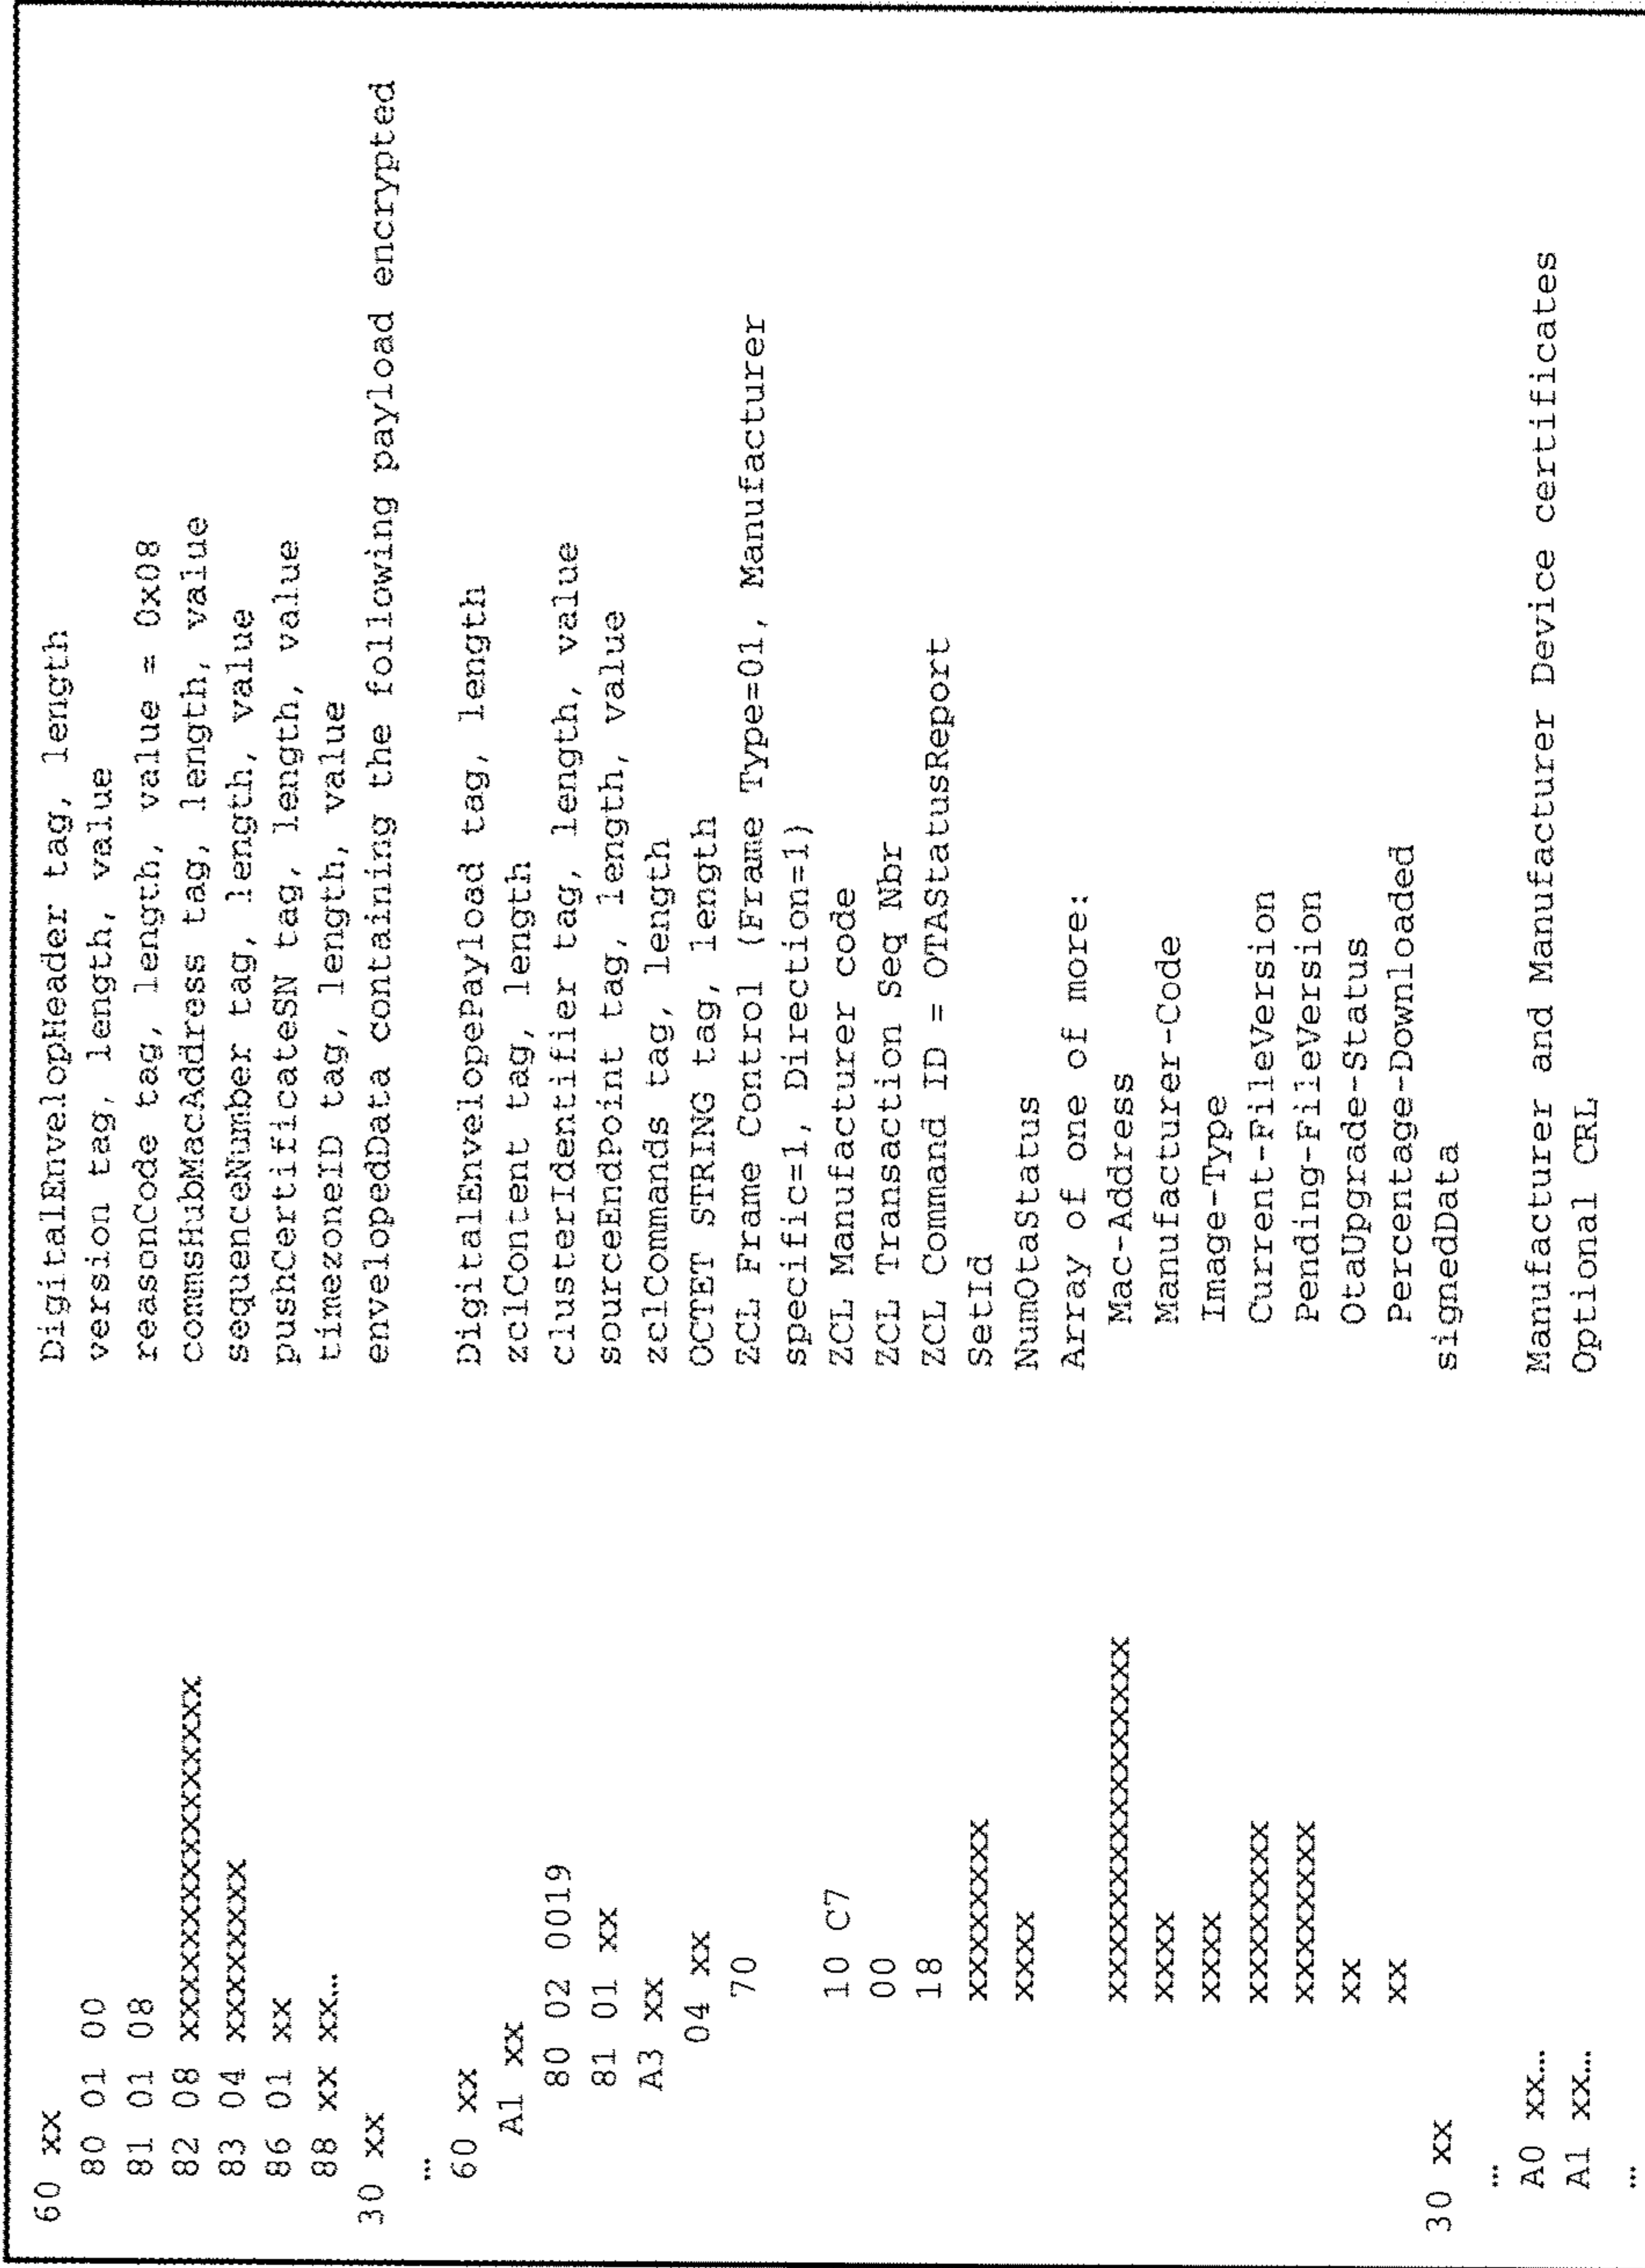 60 xx DigitalEnvelopHeader tag, length
80 01 00 version tag, length, value
81 01 08 reasonCode tag, length, value = 0x08
82 08 xxxxxxxxxxxxxxxx commsHubMacAddress tag, length, value
83 04 xxxxxxxx sequenceNumber tag, length, value
86 01 xx pushCertificateSN tag, length, value
88 xx xx… timezoneID tag, length, value
30 xx envelopedData containing the following payload encrypted
…
60 xx DigitalEnvelopePayload tag, length
A1 xx zclContent tag, length
80 02 0019 clusterIdentifier tag, length, value
81 01 xx sourceEndPoint tag, length, value
A3 xx zclCommands tag, length
04 xx OCTET STRING tag, length
70 ZCL Frame Control (Frame Type=01, Manufacturer
specific=1, Direction=1)
10 C7 ZCL Manufacturer code
00 ZCL Transaction Seq Nbr
18 ZCL Command ID = OTAStatusReport
xxxxxxxx SetId
xxxx NumOtaStatus
Array of one of more:
xxxxxxxxxxxxxxxx Mac-Address
xxxx Manufacturer-Code
xxxx Image-Type
xxxxxxxx Current-FileVersion
xxxxxxxx Pending-FileVersion
xx OtaUpgrade-Status
xx Percentage-Downloaded
30 xx signedData
…
A0 xx… Manufacturer and Manufacturer Device certificates
A1 xx… Optional CRL
…